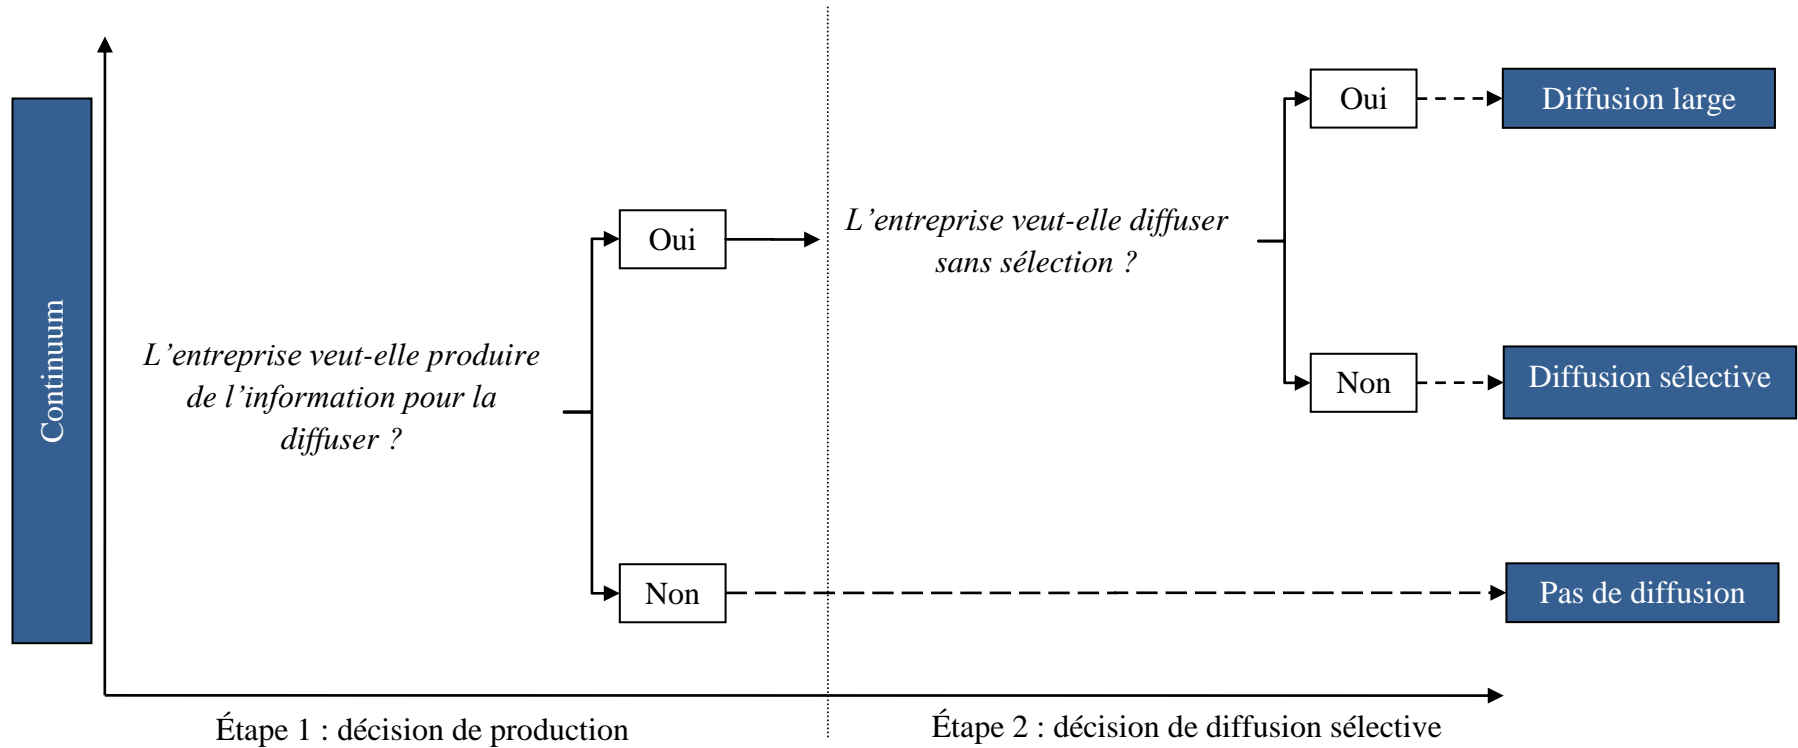 Continuum
L'entreprise veut-elle produire
de l'information pour la
diffuser ?
Oui
Non
L'entreprise veut-elle diffuser
sans sélection ?
Oui
Non
Diffusion large
Diffusion sélective
Pas de diffusion
Étape 1 : décision de production
Étape 2 : décision de diffusion sélective